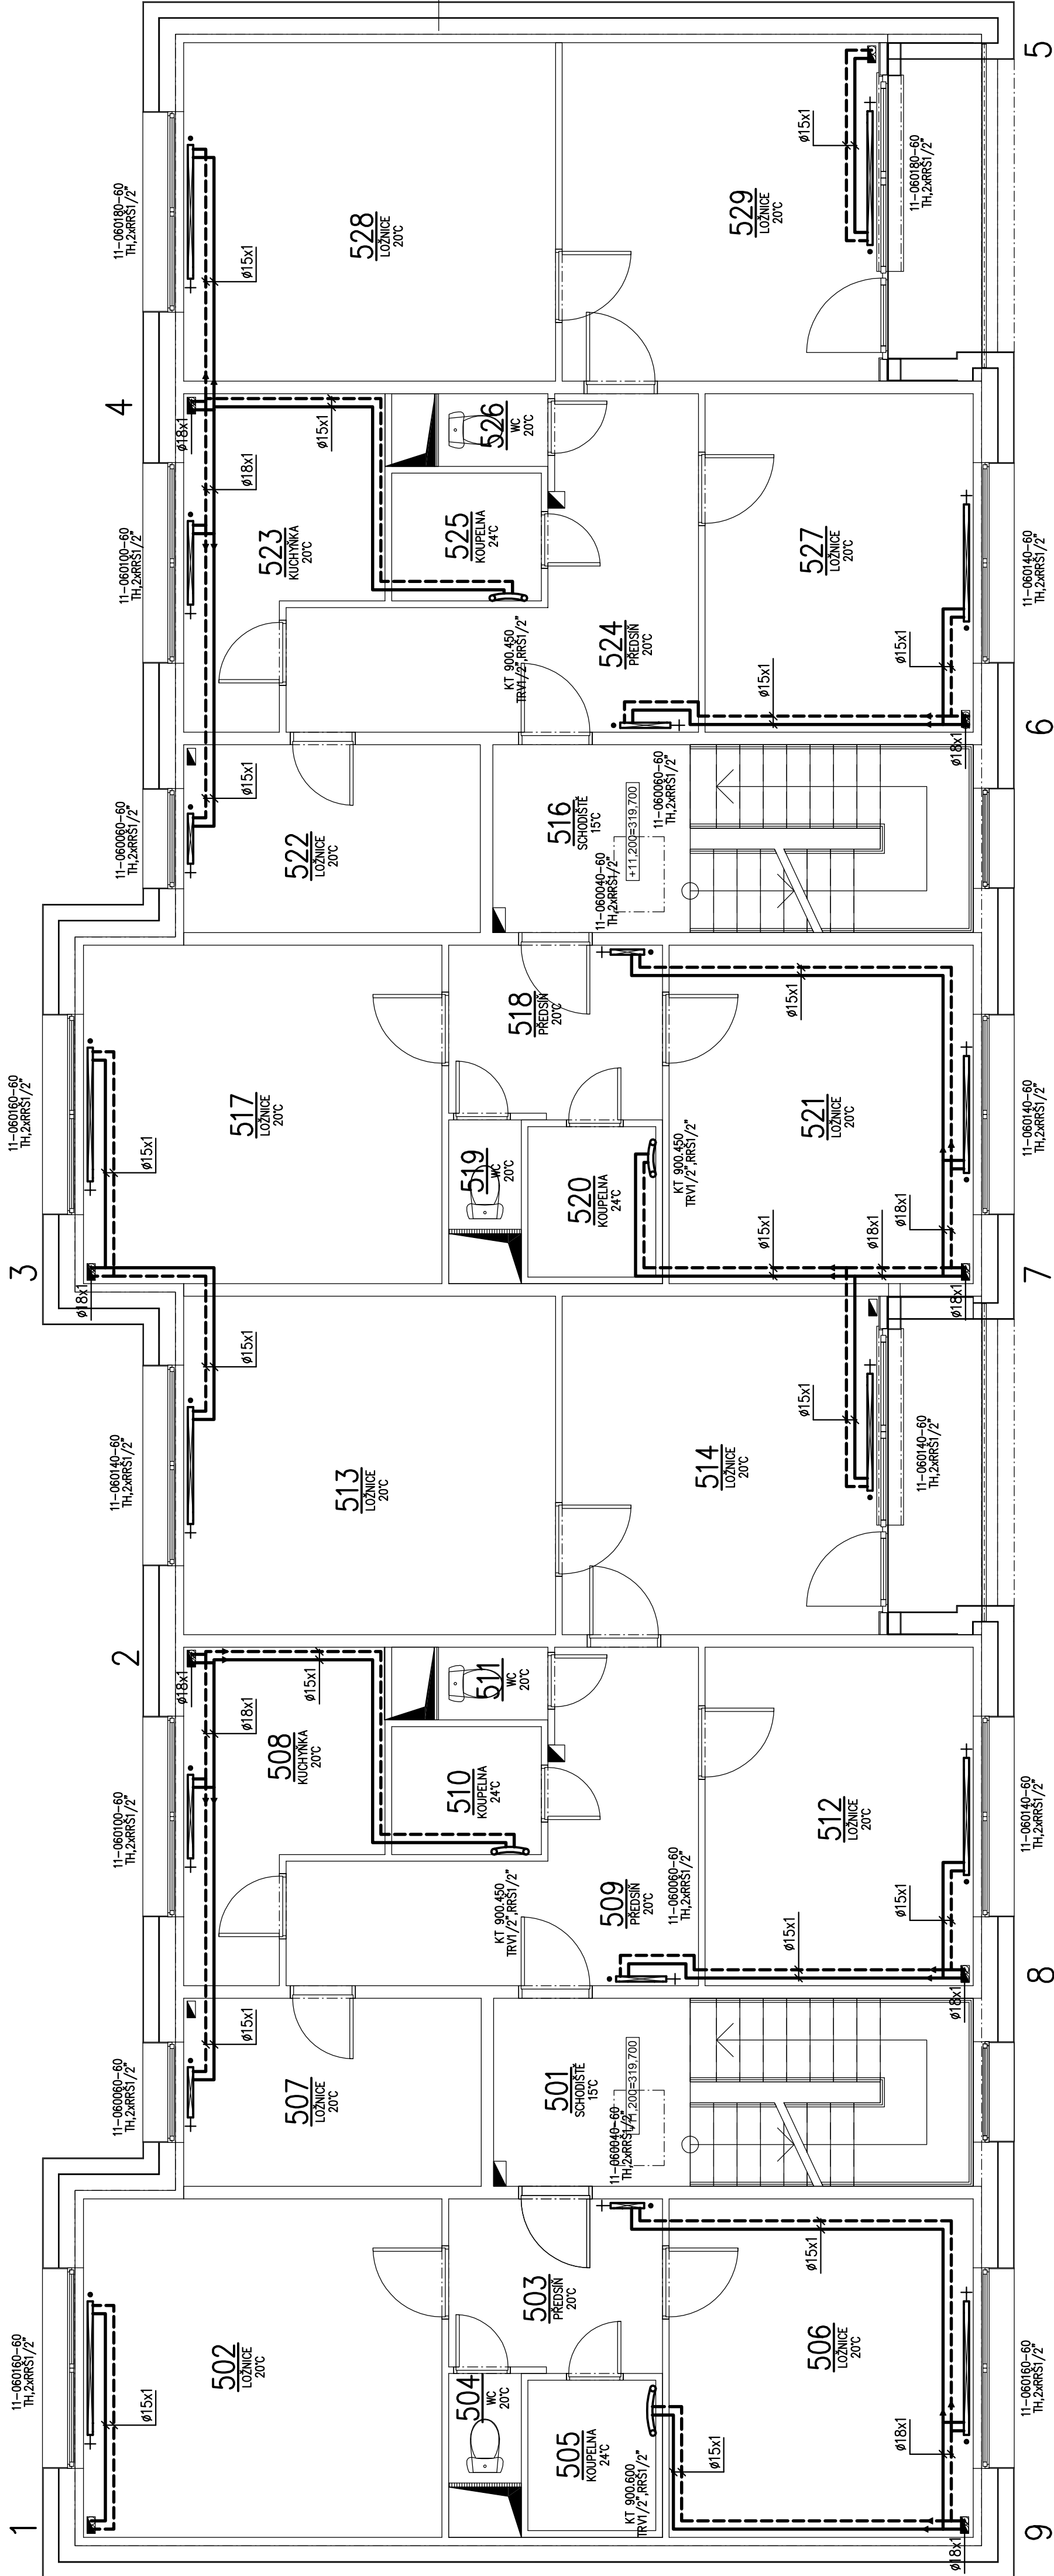 1
11-060160-60
TH,2xRRŠ1/2"
3
11-060160-60
TH,2xRRŠ1/2"
11-060060-60
TH,2xRRŠ1/2"
11-060100-60
TH,2xRRŠ1/2"
2
11-060140-60
TH,2xRRŠ1/2"
11-060060-60
TH,2xRRŠ1/2"
11-060100-60
TH,2xRRŠ1/2"
4
11-060180-60
TH,2xRRŠ1/2"
ø15x1
ø18x1
ø15x1
ø15x1
ø18x1
ø18x1
ø15x1
ø15x1
ø18x1
ø18x1
ø15x1
502
LOŽNICE
20°C
507
LOŽNICE
20°C
508
KUCHYŇKA
20°C
ø15x1
513
LOŽNICE
20°C
517
LOŽNICE
20°C
522
LOŽNICE
20°C
523
KUCHYŇKA
20°C
ø15x1
528
LOŽNICE
20°C
504
WC
20°C
503
PŘEDSÍŇ
20°C
510
KOUPELNA
24°C
511
WC
20°C
519
WC
20°C
518
PŘEDSÍŇ
20°C
525
KOUPELNA
24°C
526
WC
20°C
505
KOUPELNA
24°C
KT 900.600
TRV1/2",RRŠ1/2"
501
SCHODIŠTĚ
15°C
11-060040-60
TH,2xRRŠ1/2"
+11,200=319,700
KT 900.450
TRV1/2",RRŠ1/2"
509
PŘEDSÍŇ
20°C
11-060060-60
TH,2xRRŠ1/2"
520
KOUPELNA
24°C
KT 900.450
TRV1/2",RRŠ1/2"
516
SCHODIŠTĚ
15°C
11-060040-60
TH,2xRRŠ1/2"
+11,200=319,700
11-060060-60
TH,2xRRŠ1/2"
KT 900.450
TRV1/2",RRŠ1/2"
524
PŘEDSÍŇ
20°C
ø15x1
506
LOŽNICE
20°C
ø15x1
ø15x1
512
LOŽNICE
20°C
514
LOŽNICE
20°C
ø15x1
ø15x1
ø18x1
521
LOŽNICE
20°C
ø15x1
ø15x1
527
LOŽNICE
20°C
529
LOŽNICE
20°C
ø15x1
ø18x1
ø18x1
ø15x1
ø18x1
11-060140-60
TH,2xRRŠ1/2"
ø18x1
ø18x1
ø15x1
ø18x1
11-060180-60
TH,2xRRŠ1/2"
9
11-060160-60
TH,2xRRŠ1/2"
8
11-060140-60
TH,2xRRŠ1/2"
7
11-060140-60
TH,2xRRŠ1/2"
6
11-060140-60
TH,2xRRŠ1/2"
5